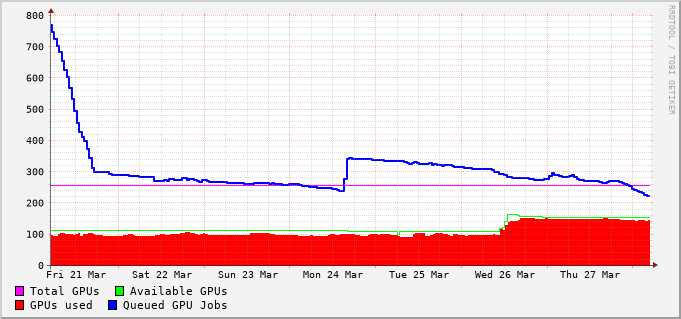 800
700
600
500
400
300
200
100
0
Fri 21 Mar Sat 22 Mar Sun 23 Mar Mon 24 Mar Tue 25 Mar Wed 26 Mar Thu 27 Mar
Total GPUs Available GPUs
GPUs used Queued GPU Jobs
RRDTOOL / TOBI OETIKER